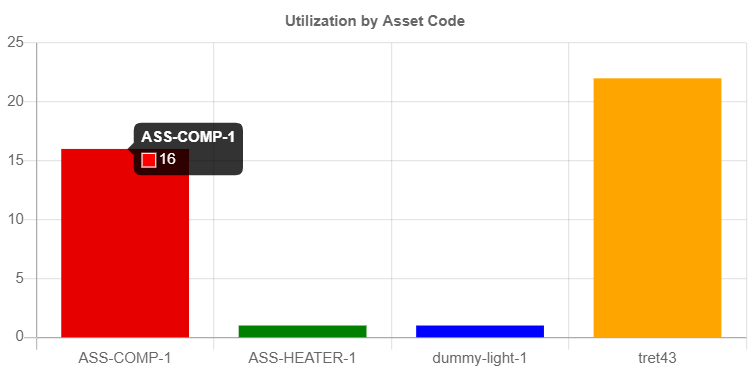 Utilization by Asset Code
25
20
15
10
5
0
ASS-COMP-1
16
ASS-COMP-1
ASS-HEATER-1
dummy-light-1
tret43